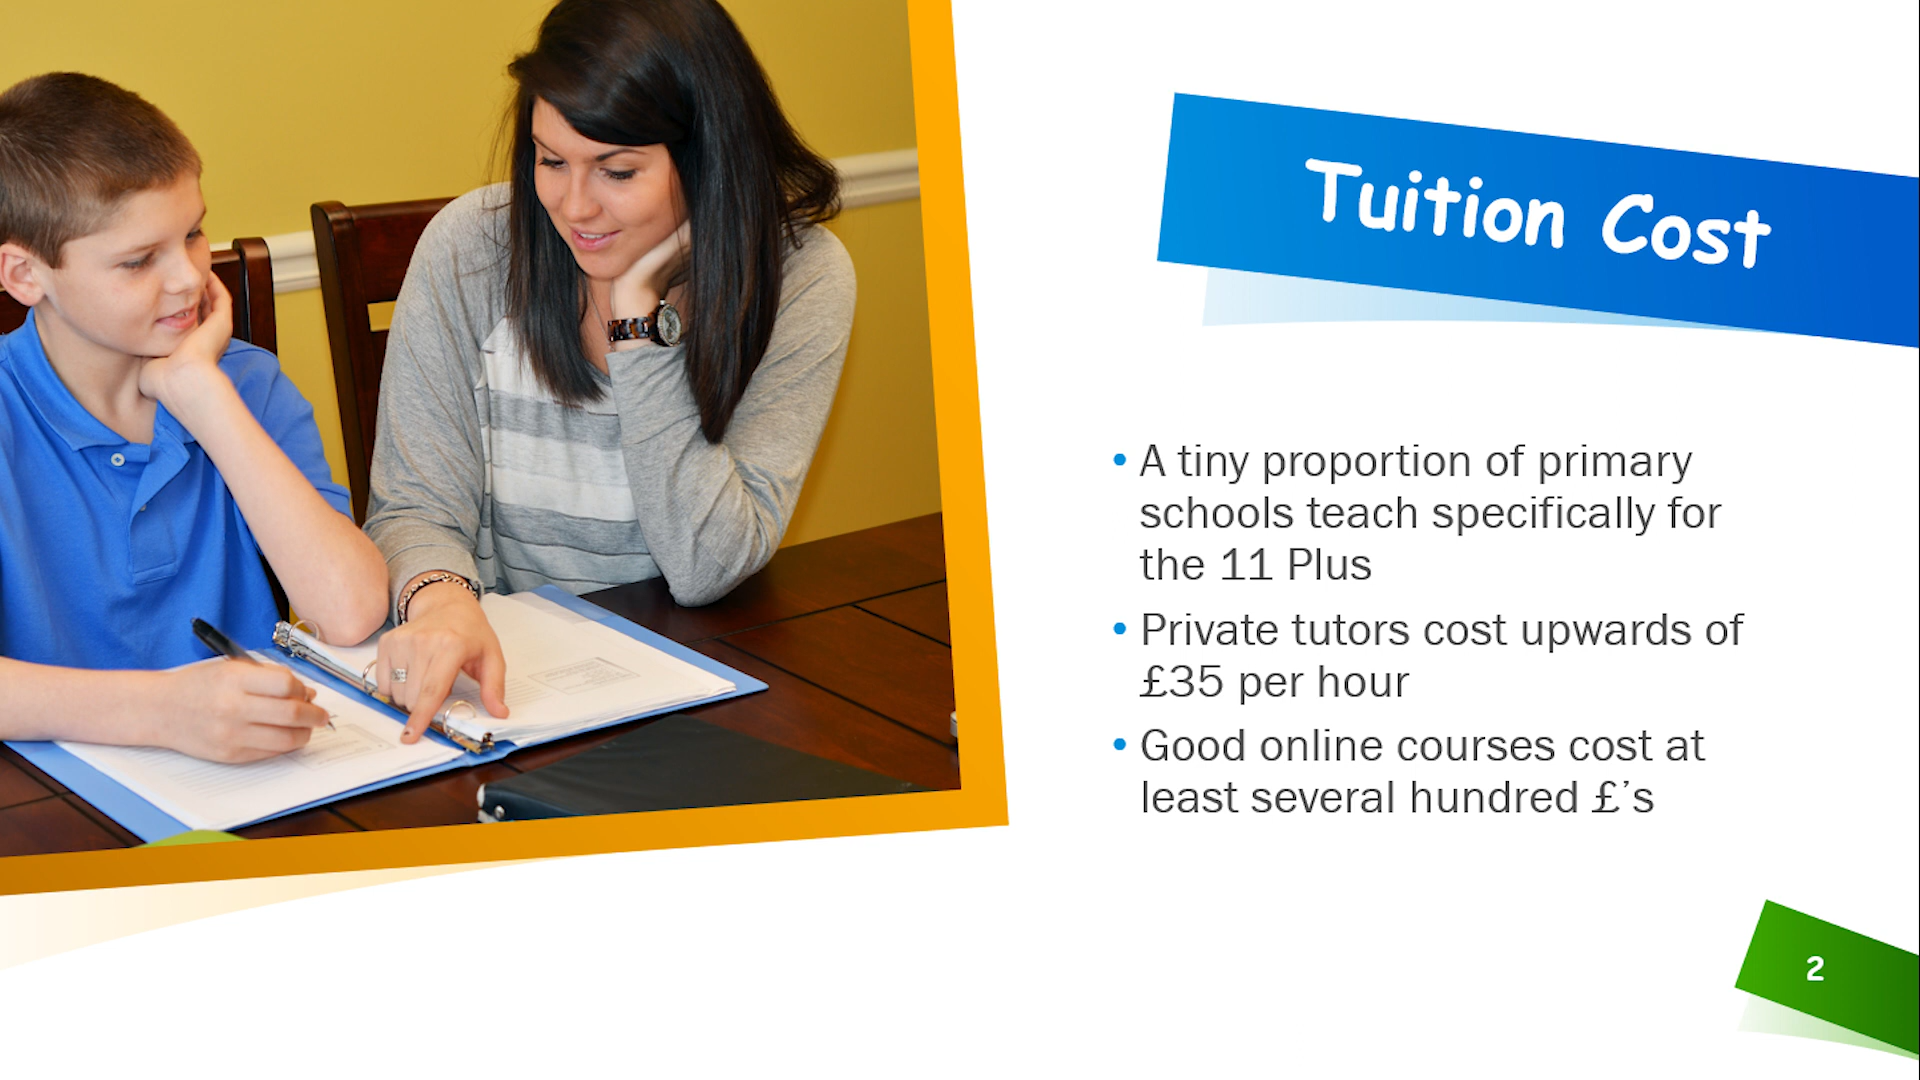 Tuition Cost
• A tiny proportion of primary
schools teach specifically for
the 11 Plus
• Private tutors cost upwards of
£35 per hour
• Good online courses cost at
least several hundred £’s
2